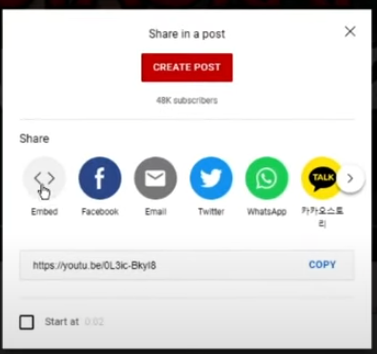 Share in a post
CREATE POST
48K subscribers
Share
TALK
Embed
Facebook
Email
Twitter
WhatsApp
카카오스토
리
https://youtu.be/0L3ic-BkyI8
COPY
Start at 0:02